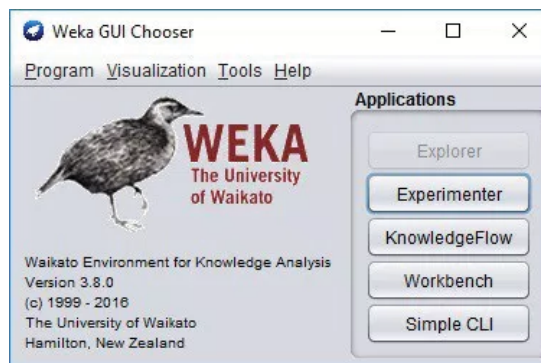 Weka GUI Chooser
Program Visualization Tools Help
Applications
WEKA
The University
of Waikato
Explorer
Experimenter
KnowledgeFlow
Workbench
Simple CLI
Waikato Environment for Knowledge Analysis
Version 3.8.0
(c) 1999 - 2016
The University of Waikato
Hamilton, New Zealand